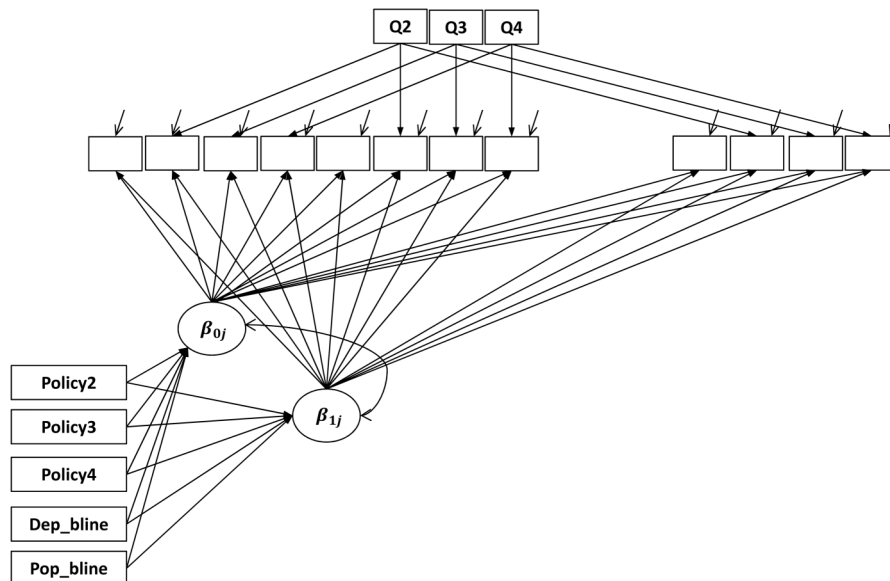 Q2
Q3
Q4
β0j
β1j
Policy2
Policy3
Policy4
Dep_bline
Pop_bline